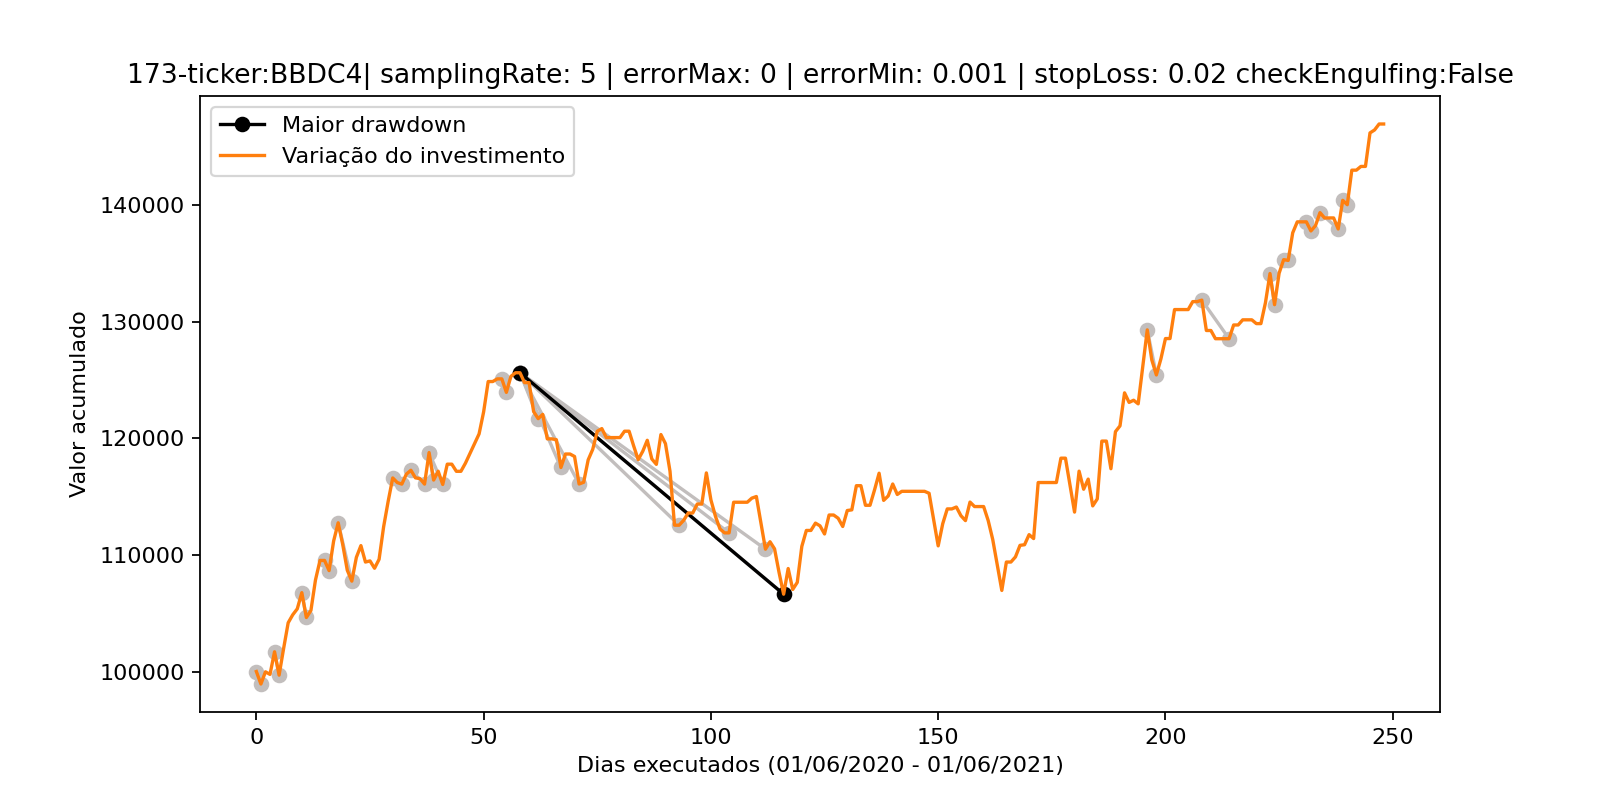 173-ticker:BBDC4| samplingRate: 5 | errorMax: 0 | errorMin: 0.001 | stopLoss: 0.02 checkEngulfing:False
Maior drawdown
Variação do investimento
Valor acumulado
140000
130000
120000
110000
100000
0 50 100 150 200 250
Dias executados (01/06/2020 - 01/06/2021)